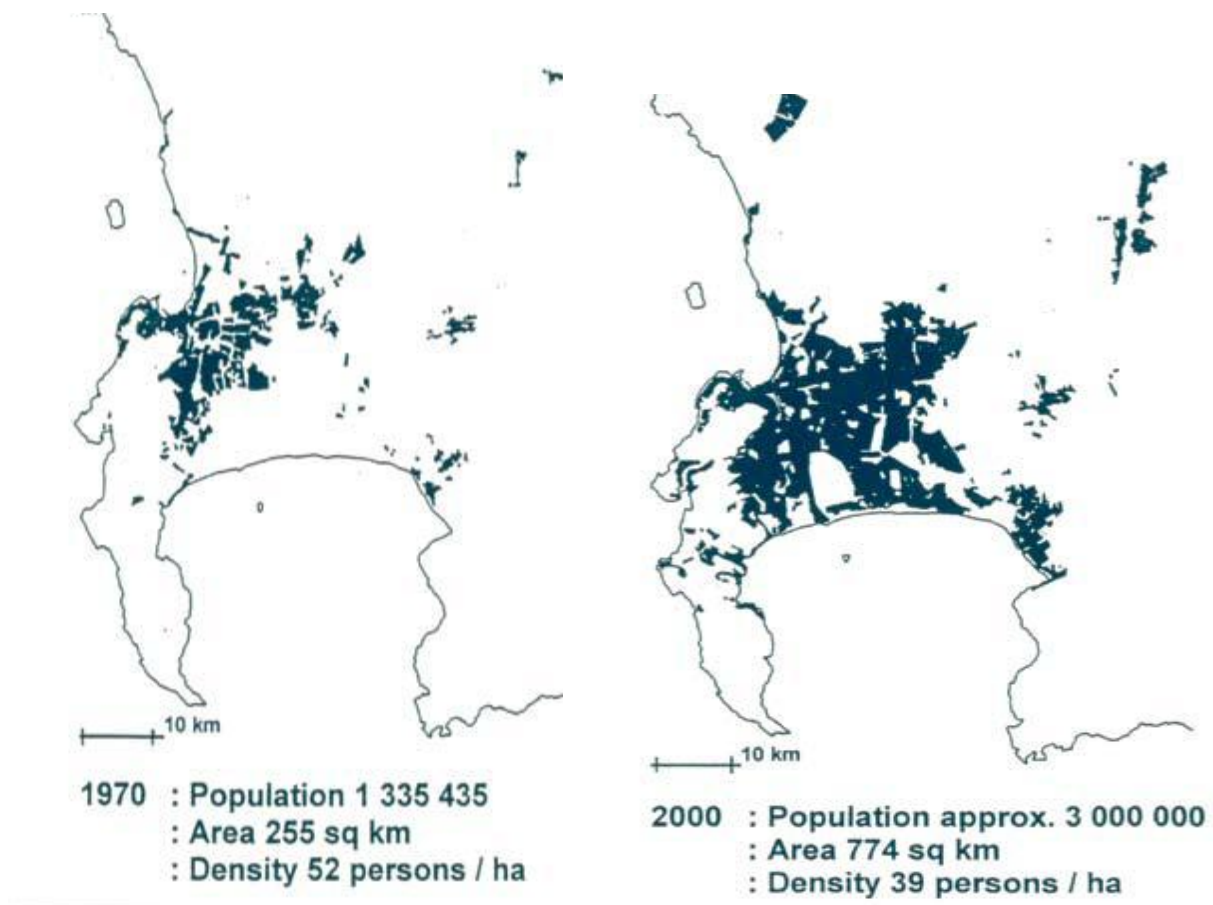 10 km
1970 : Population 1 335 435
: Area 255 sq km
: Density 52 persons / ha
10 km
2000 : Population approx. 3 000 000
: Area 774 sq km
: Density 39 persons / ha